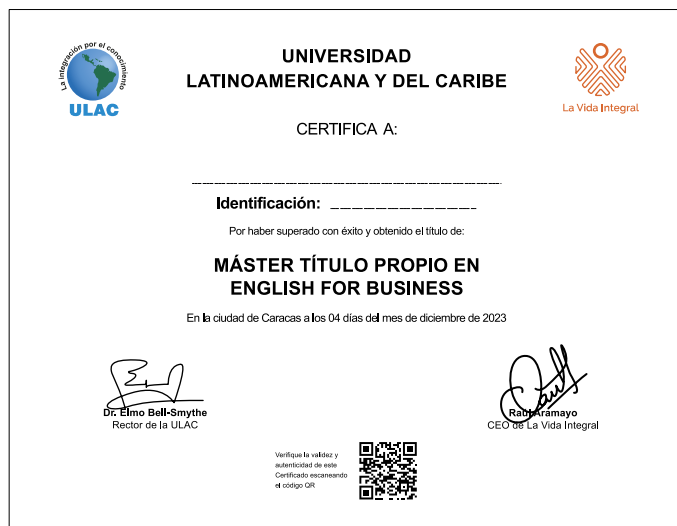 La integración por el conocimiento
ULAC
UNIVERSIDAD
LATINOAMERICANA Y DEL CARIBE
La Vida Integral
CERTIFICA A:
Identificación:
Por haber superado con éxito y obtenido el título de:
MÁSTER TÍTULO PROPIO EN
ENGLISH FOR BUSINESS
En la ciudad de Caracas a los 04 días del mes de diciembre de 2023
Dr. Elmo Bell-Smythe
Rector de la ULAC
Raúl Aramayo
CEO de La Vida Integral
Verifique la validez y
autenticidad de este
Certificado escaneando
el código QR